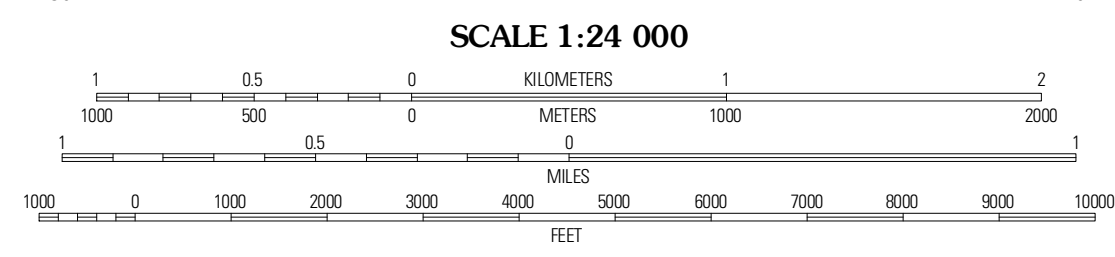 SCALE 1:24 000
1 0.5 0 KILOMETERS 1 2
1000 500 0 METERS 1000 2000
1 0.5 0 1
MILES
1000 0 1000 2000 3000 4000 5000 6000 7000 8000 9000 10000
FEET